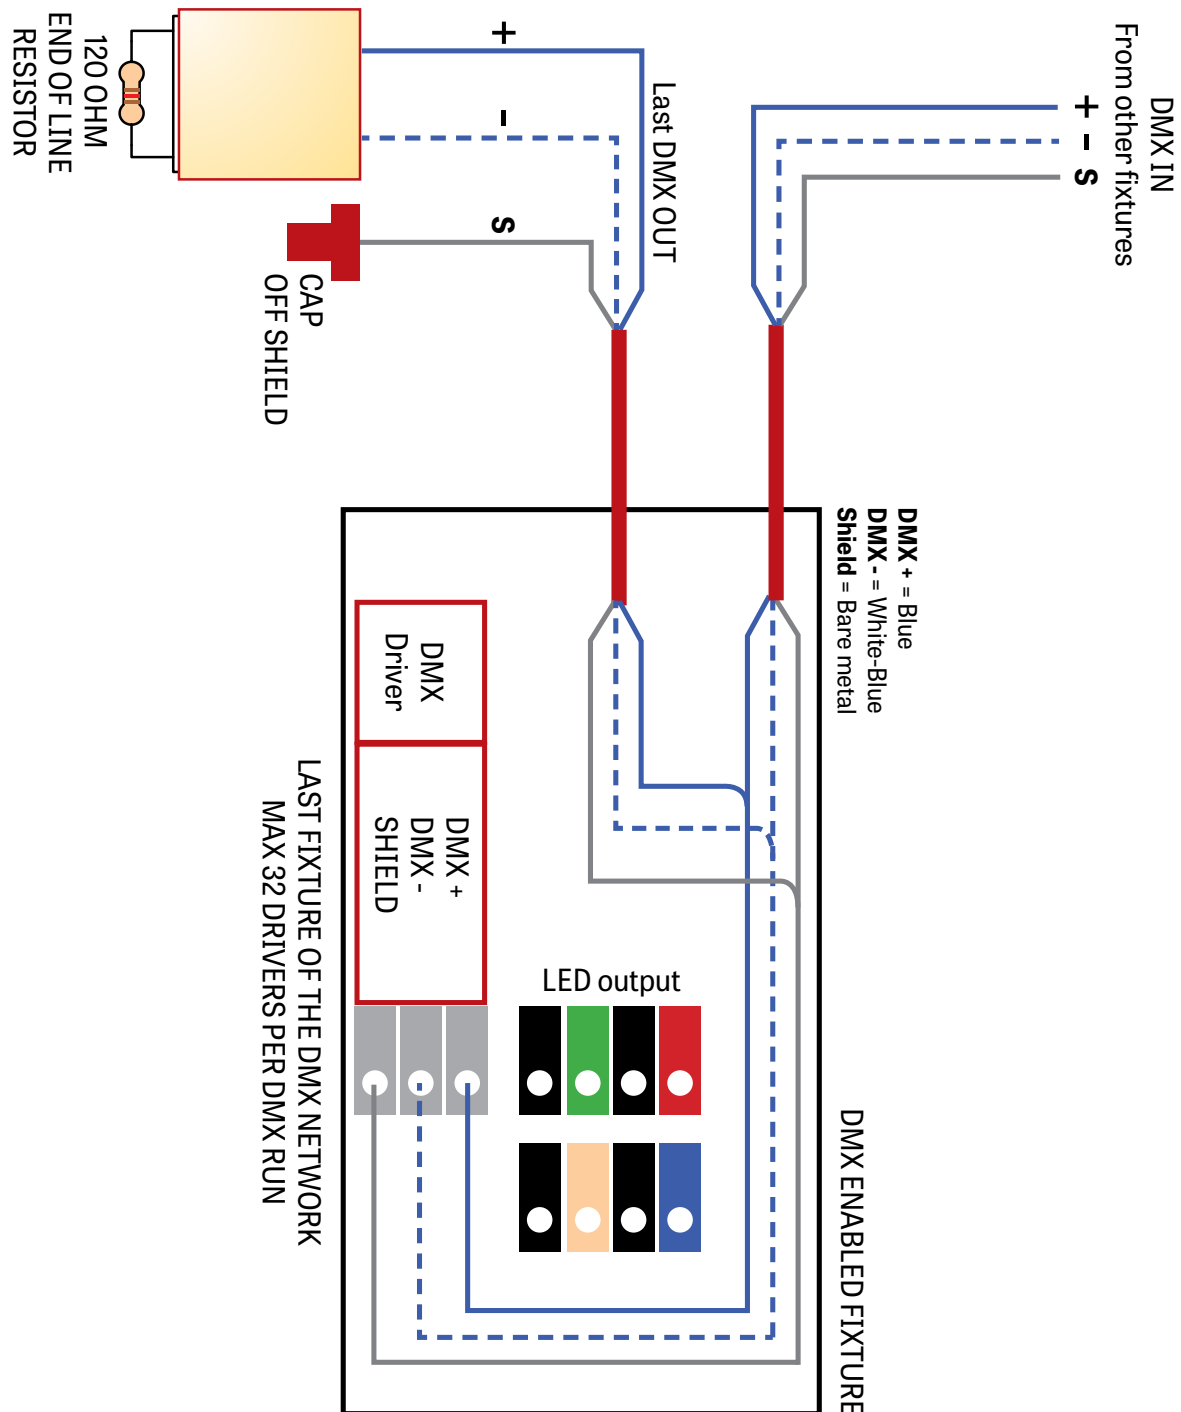 DMX IN
From other fixtures
+ - S
DMX + = Blue
DMX - = White-Blue
Shield = Bare metal
DMX ENABLED FIXTURE
Last DMX OUT
+
-
S
120 OHM
END OF LINE
RESISTOR
CAP
OFF SHIELD
DMX
Driver
DMX +
DMX -
SHIELD
LED output
LAST FIXTURE OF THE DMX NETWORK
MAX 32 DRIVERS PER DMX RUN